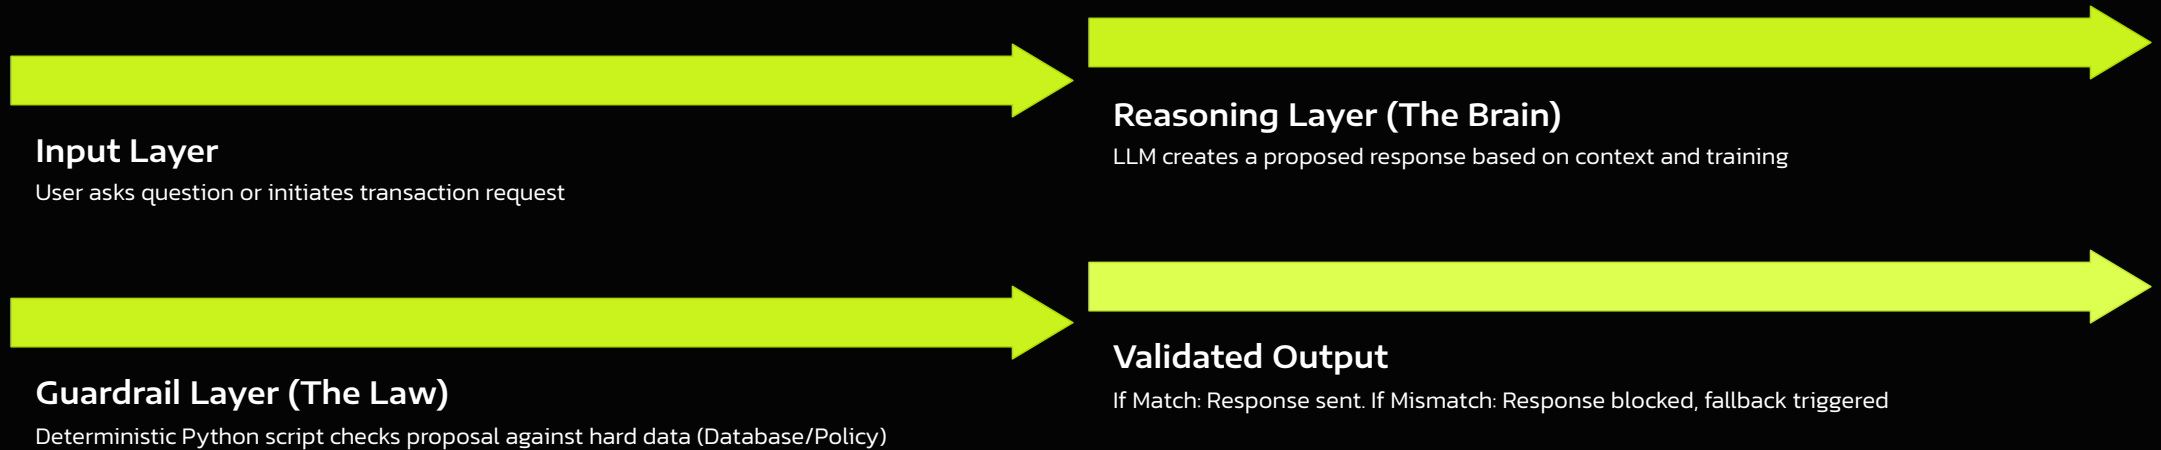 Input Layer
User asks question or initiates transaction request
Reasoning Layer (The Brain)
LLM creates a proposed response based on context and training
Guardrail Layer (The Law)
Deterministic Python script checks proposal against hard data (Database/Policy)
Validated Output
If Match: Response sent. If Mismatch: Response blocked, fallback triggered